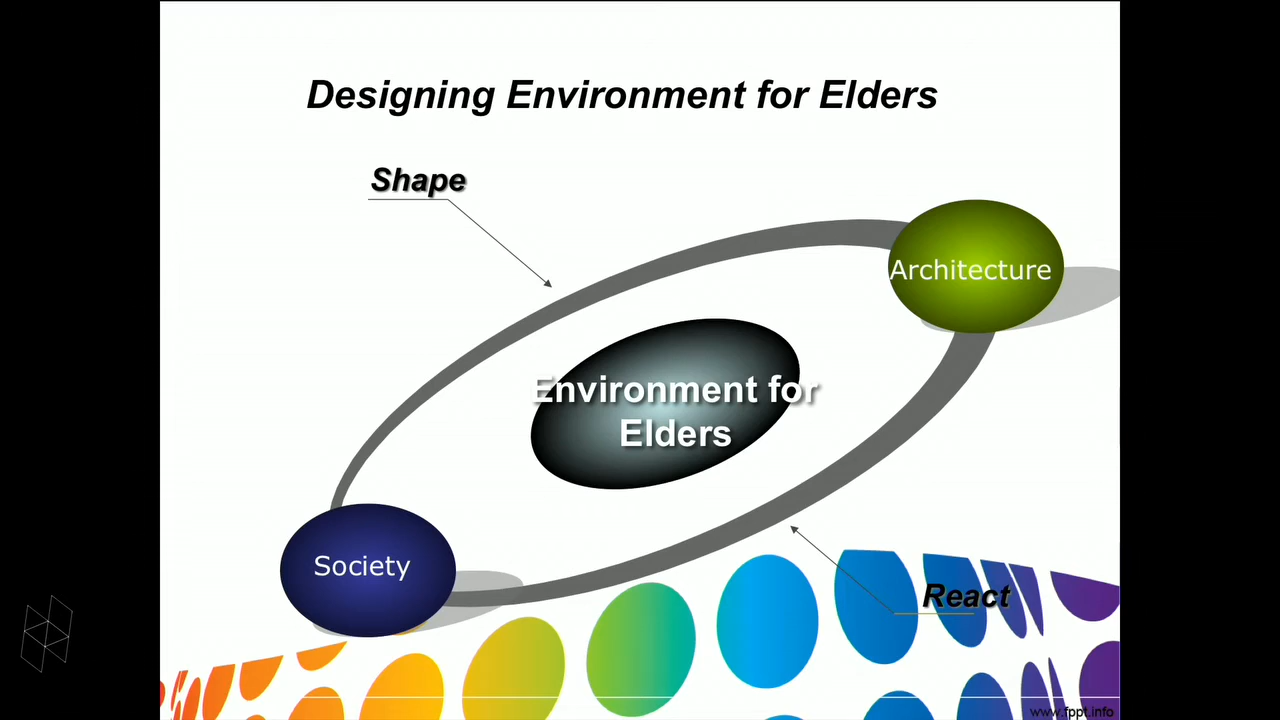 Designing Environment for Elders
Shape
Architecture
Environment for
Elders
Society
React
www.fppt.info